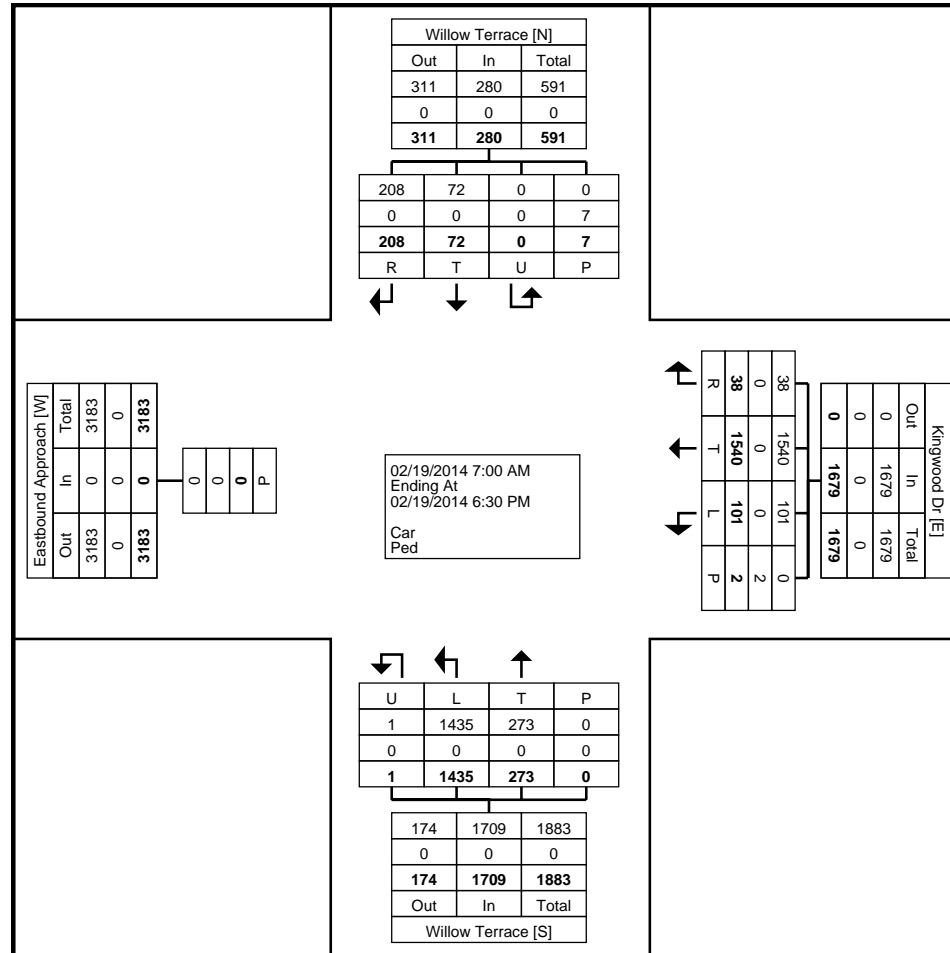 Willow Terrace [N]
Out In Total
311 280 591
0 0 0
311 280 591
208 72 0 0
0 0 0 7
208 72 0 7
R T U P
Eastbound Approach [W]
Out In Total
3183 0 3183
0 0 0
3183 0 3183
0
0
0
P
02/19/2014 7:00 AM
Ending At
02/19/2014 6:30 PM
Car
Ped
Kingwood Dr [E]
Out In Total
0 1679 1679
0 0 0
0 1679 1679
38 1540 101 0
0 0 0 2
38 1540 101 2
R T L P
U L T P
1 1435 273 0
0 0 0 0
1 1435 273 0
174 1709 1883
0 0 0
174 1709 1883
Out In Total
Willow Terrace [S]